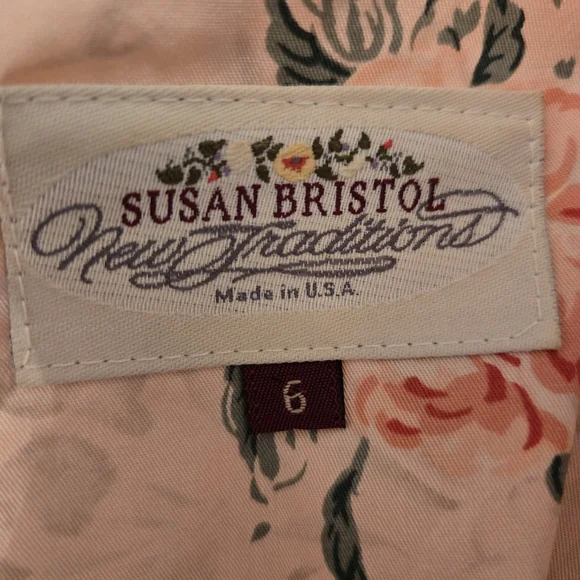 SUSAN BRISTOL
New Traditions
Made in U.S.A.
6